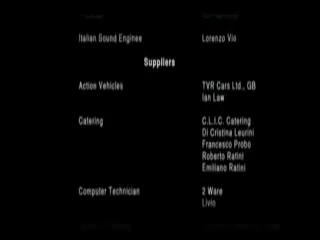 Italian Sound Enginee Lorenzo Vio
Suppliers
Action Vehicles TVR Cars Ltd., GB
Ian Law
Catering C.L.I.C. Catering
Di Cristina Leurini
Francesco Probo
Roberto Ratini
Emiliano Ratini
Computer Technician 2 Ware
Livio